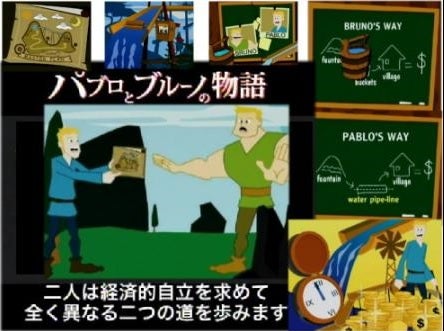 BRUNO
PABLO
BRUNO'S WAY
buckets
village
= $
パブロとブルーノの物語
PABLO'S WAY
fountain
village
= $
water pipe-line
二人は経済的自立を求めて
全く異なる二つの道を歩みます